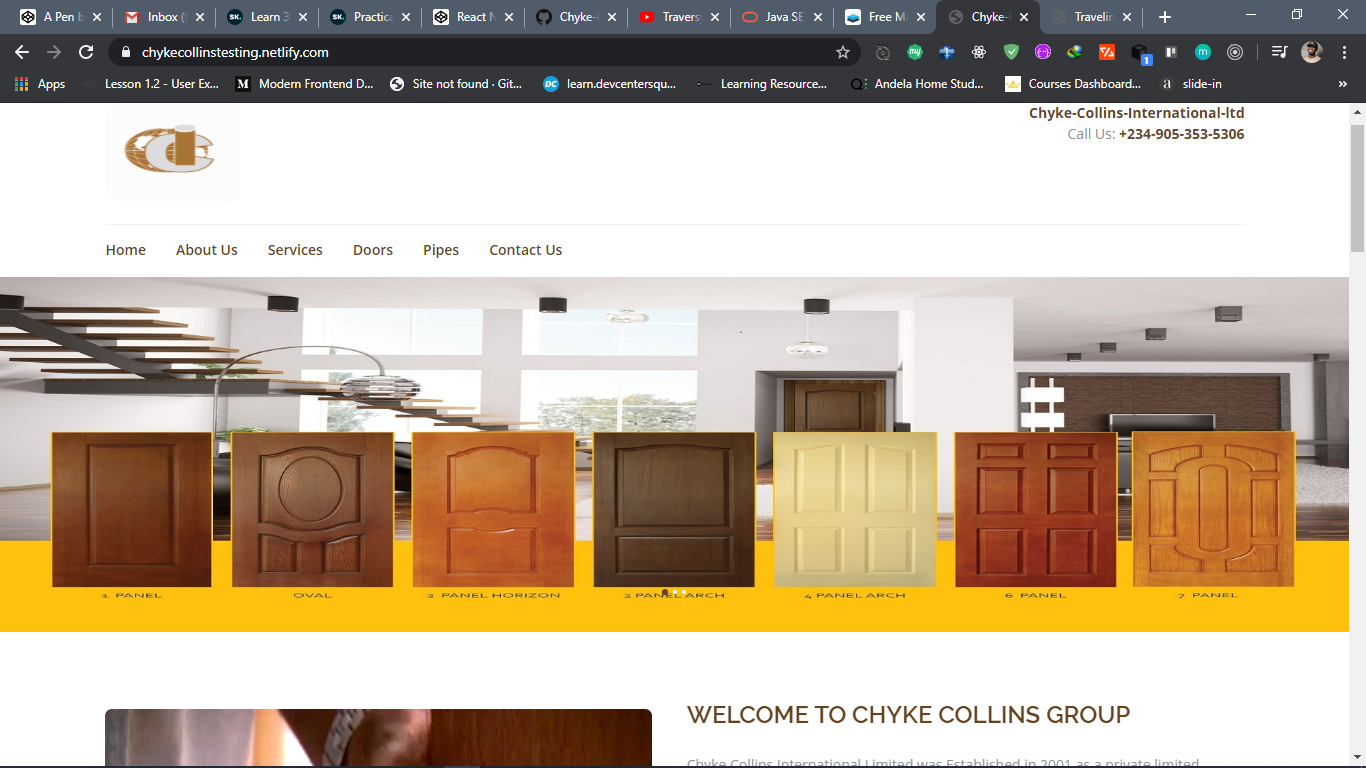 A Pen b
Inbox (
Learn 3
Practica
React N
Chyke-
Travers
Java SE
Free M
Chyke-
Travelin
chykecollinstesting.netlify.com
Apps
Lesson 1.2 - User Ex...
Modern Frontend D...
Site not found · Git...
learn.devcentersqu...
Learning Resource...
Andela Home Stud...
Courses Dashboard...
slide-in
Chyke-Collins-International-ltd
Call Us: +234-905-353-5306
Home
About Us
Services
Doors
Pipes
Contact Us
1 PANEL
OVAL
2 PANEL HORIZON
2 PANEL ARCH
4 PANEL ARCH
6 PANEL
7 PANEL
WELCOME TO CHYKE COLLINS GROUP
Chyke Collins International Limited was Established in 2001 as a private limited